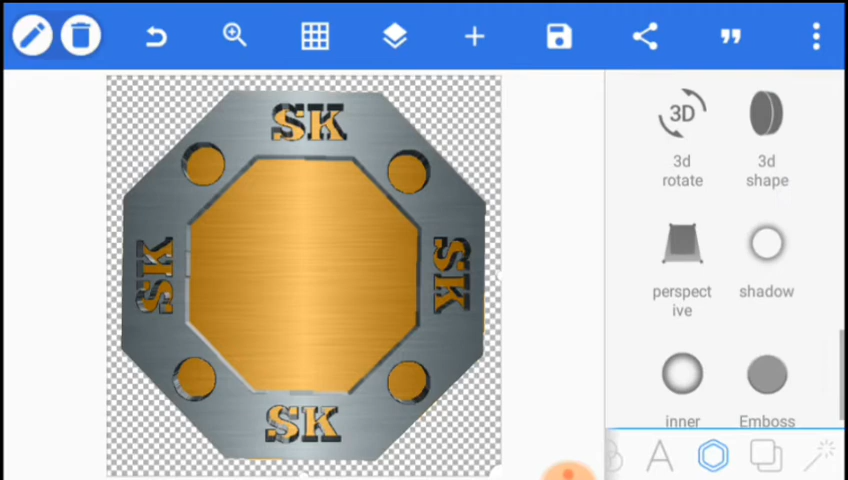 SK
SK
SK
SK
3D
3d
rotate
3d
shape
perspect
ive
shadow
inner
Emboss
A